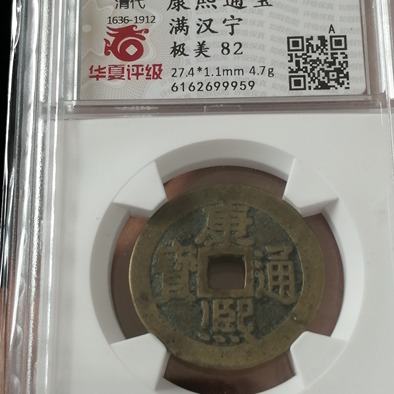 清代
康熙通宝
1636-1912
满汉宁
A
极美 82
华夏评级
27.4*1.1mm 4.7g
6162699959
康
寶 通
熙